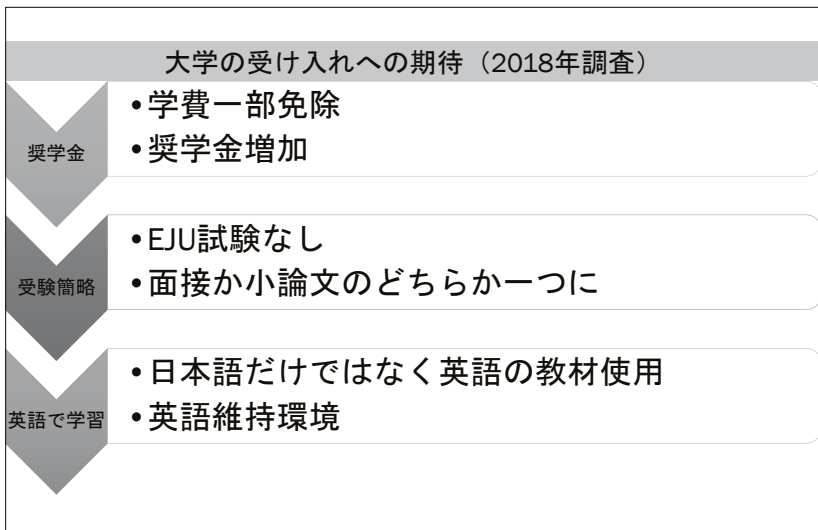 大学の受け入れへの期待（2018年調査）
奨学金
•学費一部免除
•奨学金増加
受験簡略
•EJU試験なし
•面接か小論文のどちらか一つに
英語で学習
•日本語だけではなく英語の教材使用
•英語維持環境